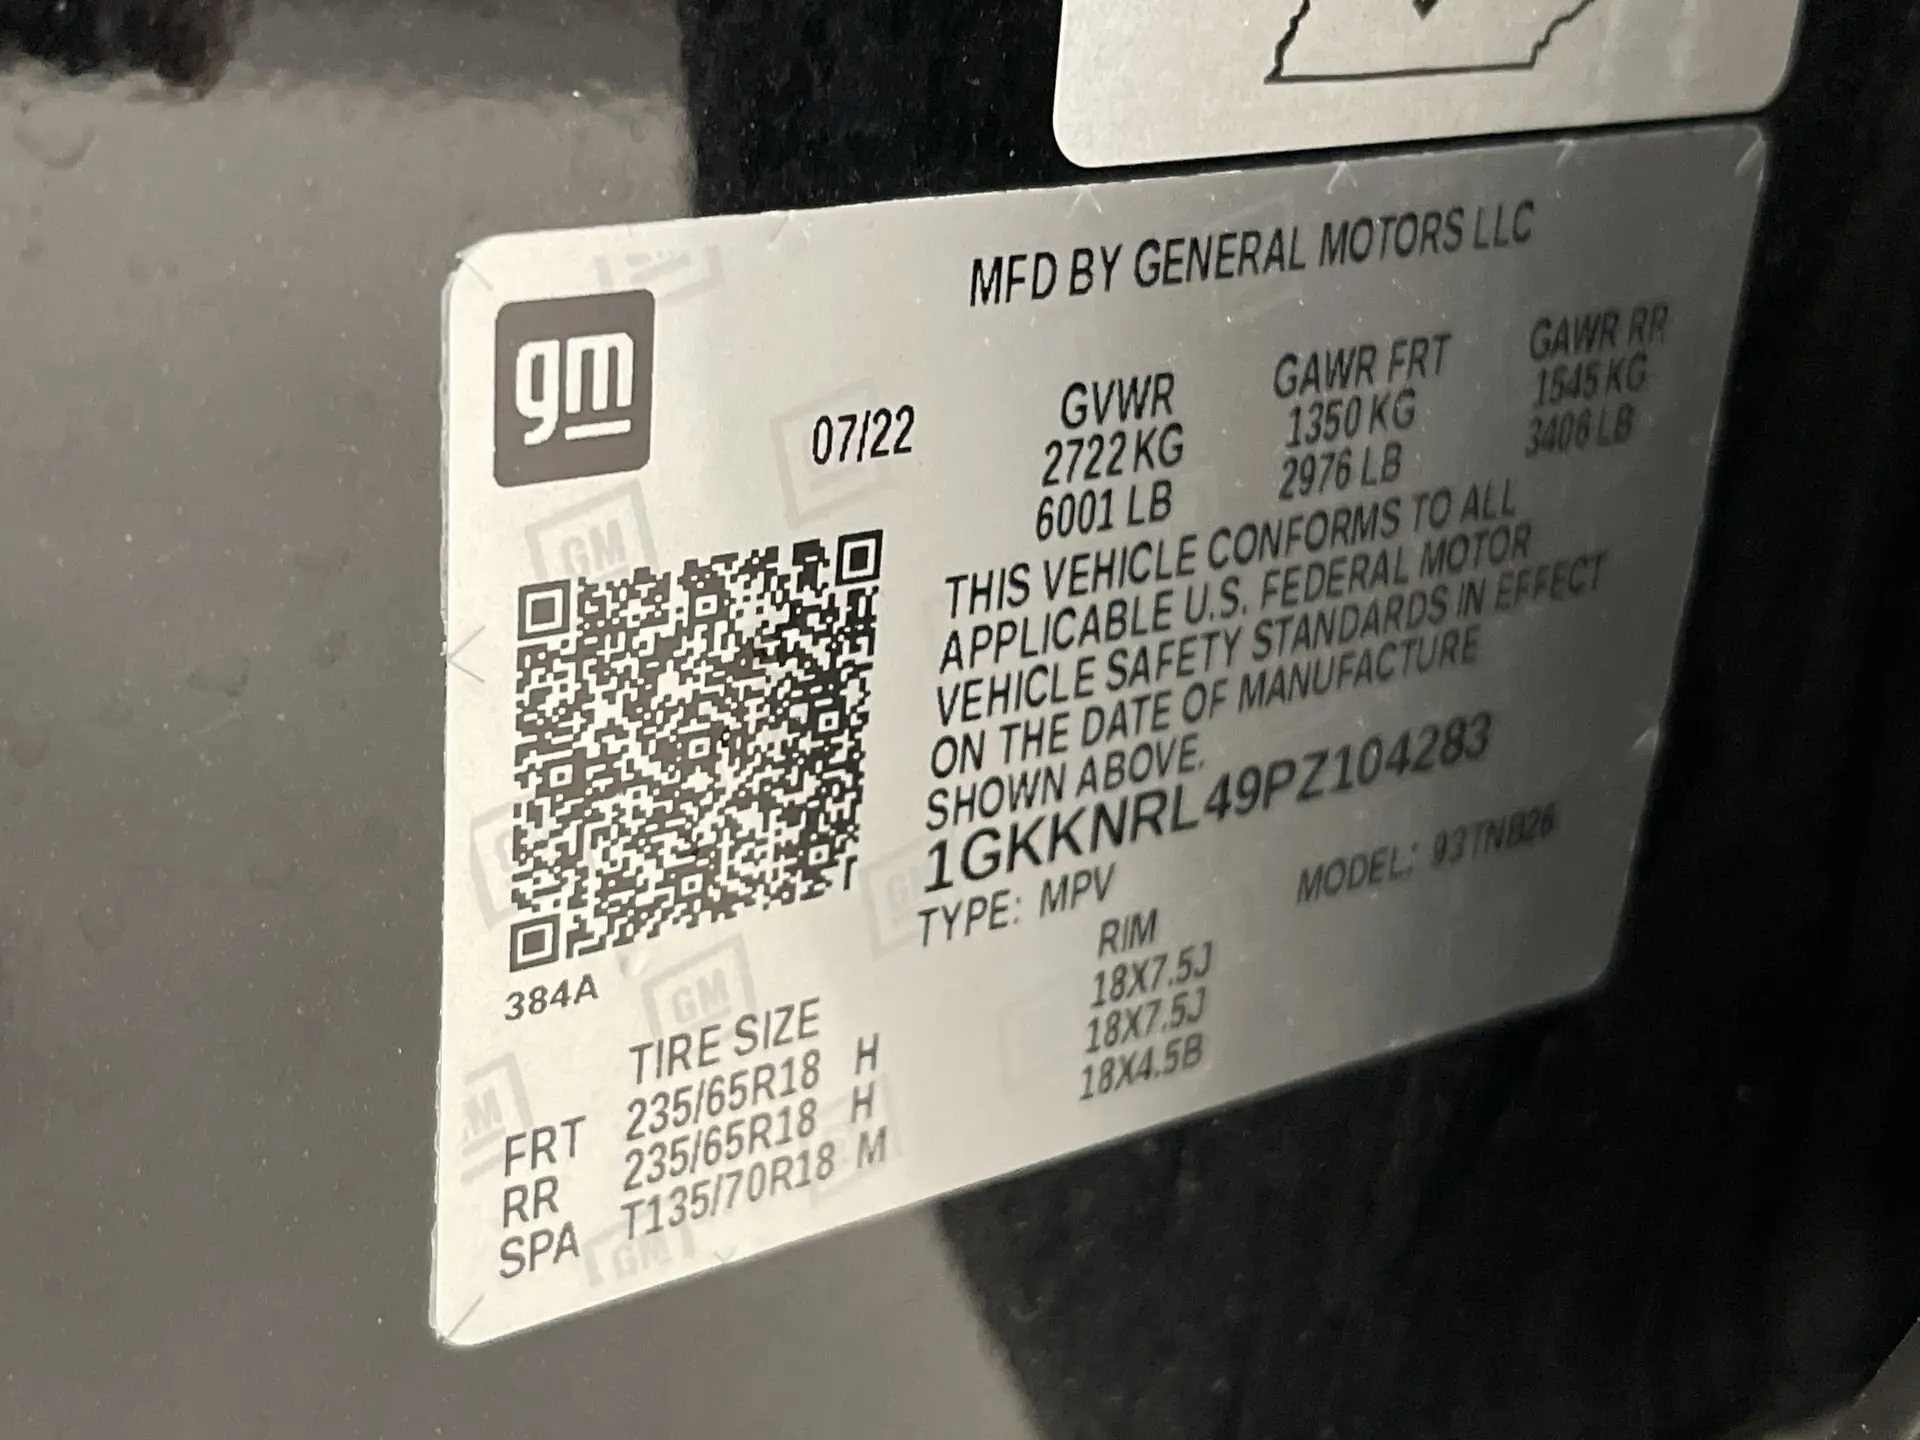 gm
MFD BY GENERAL MOTORS LLC
07/22
GVWR GAWR FRT GAWR RR
2722 KG 1350 KG 1545 KG
6001 LB 2976 LB 3406 LB
THIS VEHICLE CONFORMS TO ALL
APPLICABLE U.S. FEDERAL MOTOR
VEHICLE SAFETY STANDARDS IN EFFECT
ON THE DATE OF MANUFACTURE
SHOWN ABOVE.
1GKKNRL49PZ104283
TYPE: MPV MODEL: 93TNB26
384A
TIRE SIZE RIM
FRT 235/65R18 H 18X7.5J
RR 235/65R18 H 18X7.5J
SPA T135/70R18 M 18X4.5B